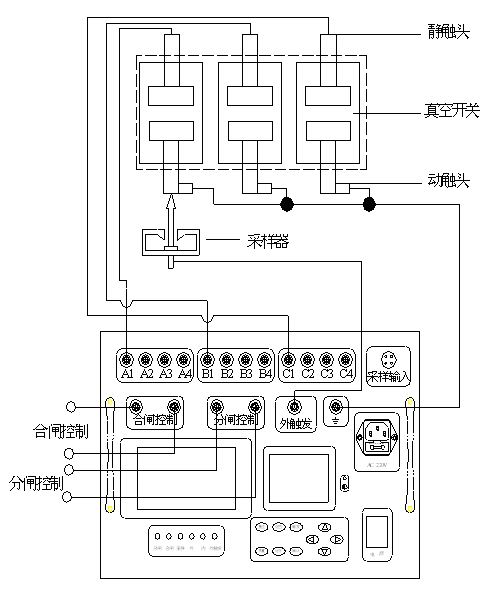 静触头
真空开关
动触头
采样器
A1 A2 A3 A4 B1 B2 B3 B4 C1 C2 C3 C4
采样输入
合闸控制 分闸控制 外触发
合闸控制
分闸控制
AC 220V